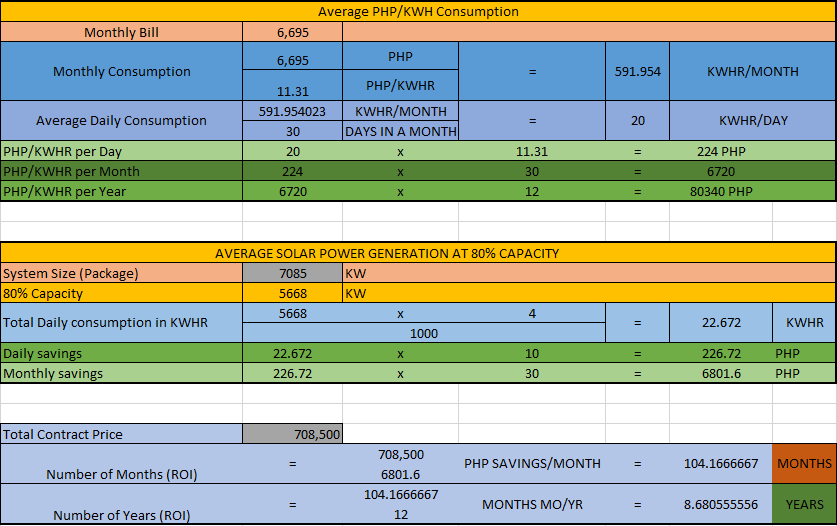 Average PHP/KWH Consumption
Monthly Bill 6,695
Monthly Consumption 6,695 PHP = 591.954 KWHR/MONTH
11.31 PHP/KWHR
Average Daily Consumption 591.954023 KWHR/MONTH = 20 KWHR/DAY
30 DAYS IN A MONTH
PHP/KWHR per Day 20 x 11.31 = 224 PHP
PHP/KWHR per Month 224 x 30 = 6720
PHP/KWHR per Year 6720 x 12 = 80340 PHP
AVERAGE SOLAR POWER GENERATION AT 80% CAPACITY
System Size (Package) 7085 KW
80% Capacity 5668 KW
Total Daily consumption in KWHR 5668 x 4 = 22.672 KWHR
1000
Daily savings 22.672 x 10 = 226.72 PHP
Monthly savings 226.72 x 30 = 6801.6 PHP
Total Contract Price 708,500
Number of Months (ROI) = 708,500 PHP SAVINGS/MONTH = 104.1666667 MONTHS
6801.6
Number of Years (ROI) = 104.1666667 MONTHS MO/YR = 8.680555556 YEARS
12